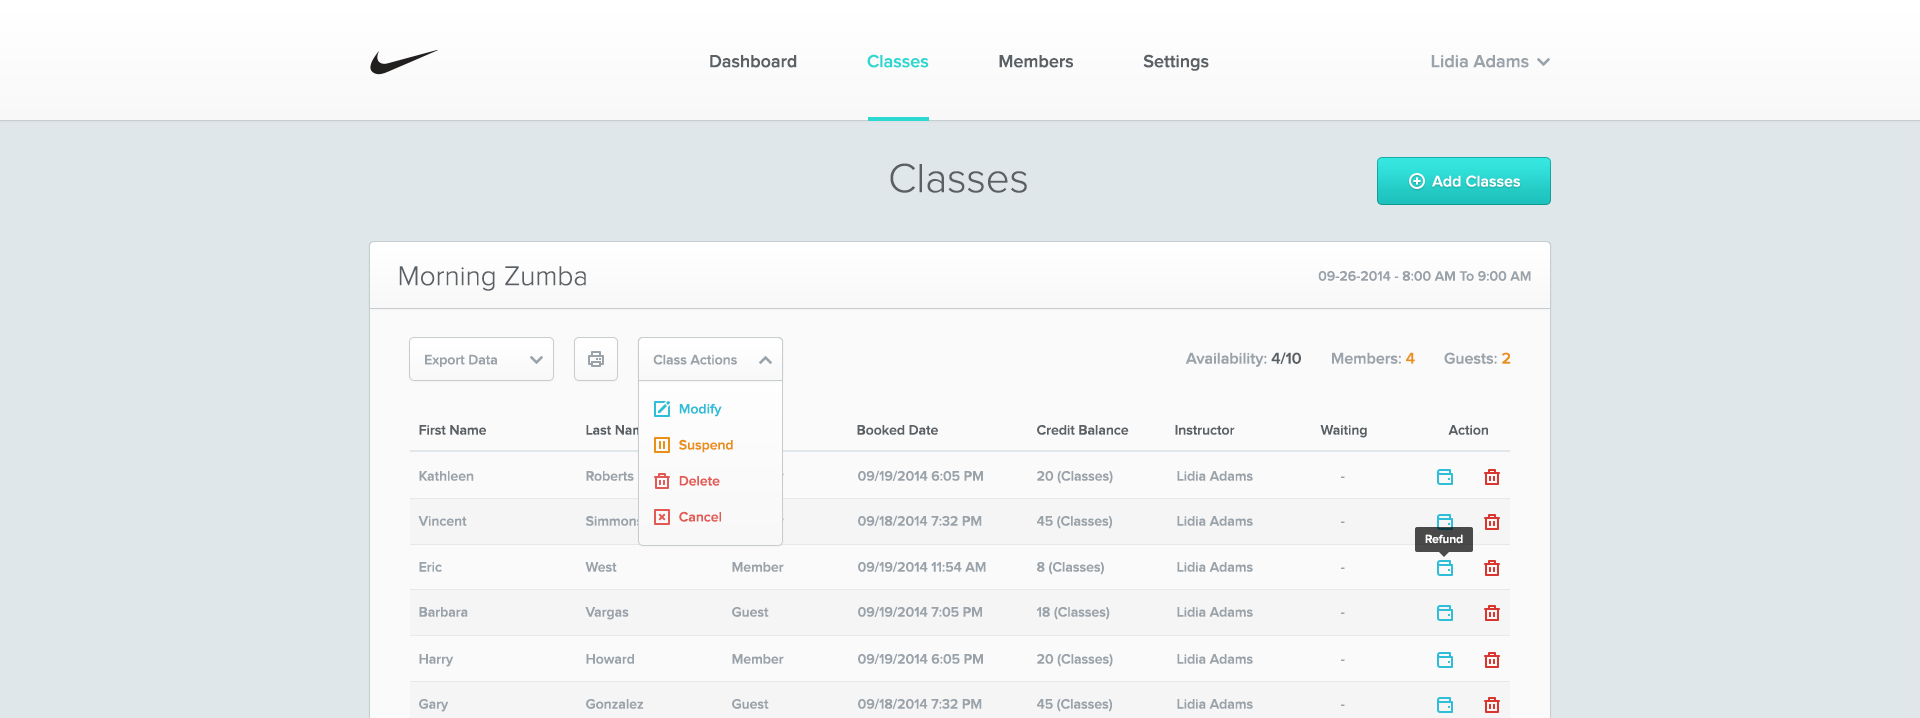 Dashboard Classes Members Settings Lidia Adams
Classes
Add Classes
Morning Zumba 09-26-2014 - 8:00 AM To 9:00 AM
Export Data Class Actions Availability: 4/10 Members: 4 Guests: 2
Modify
Suspend
Delete
Cancel
First Name Last Nam Booked Date Credit Balance Instructor Waiting Action
Kathleen Roberts 09/19/2014 6:05 PM 20 (Classes) Lidia Adams -
Vincent Simmons 09/18/2014 7:32 PM 45 (Classes) Lidia Adams -
Refund
Eric West Member 09/19/2014 11:54 AM 8 (Classes) Lidia Adams -
Barbara Vargas Guest 09/19/2014 7:05 PM 18 (Classes) Lidia Adams -
Harry Howard Member 09/19/2014 6:05 PM 20 (Classes) Lidia Adams -
Gary Gonzalez Guest 09/18/2014 7:32 PM 45 (Classes) Lidia Adams -